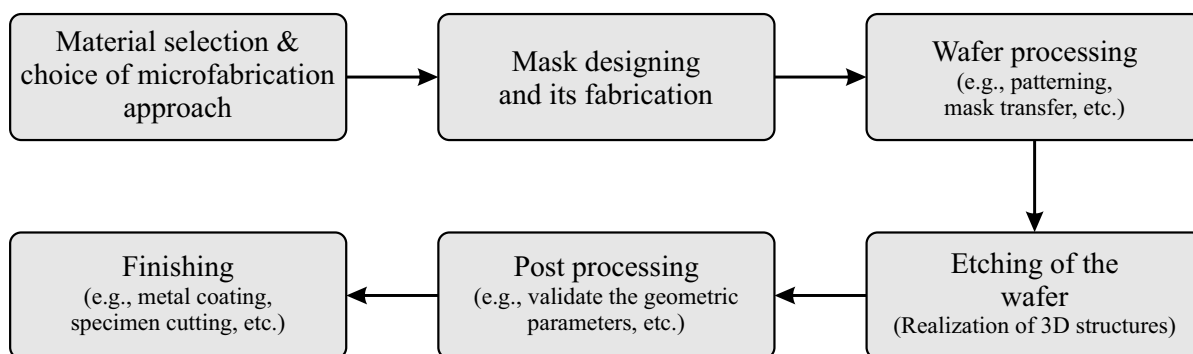 Material selection &
choice of microfabrication
approach
Mask designing
and its fabrication
Wafer processing
(e.g., patterning,
mask transfer, etc.)
Etching of the
wafer
(Realization of 3D structures)
Post processing
(e.g., validate the geometric
parameters, etc.)
Finishing
(e.g., metal coating,
specimen cutting, etc.)